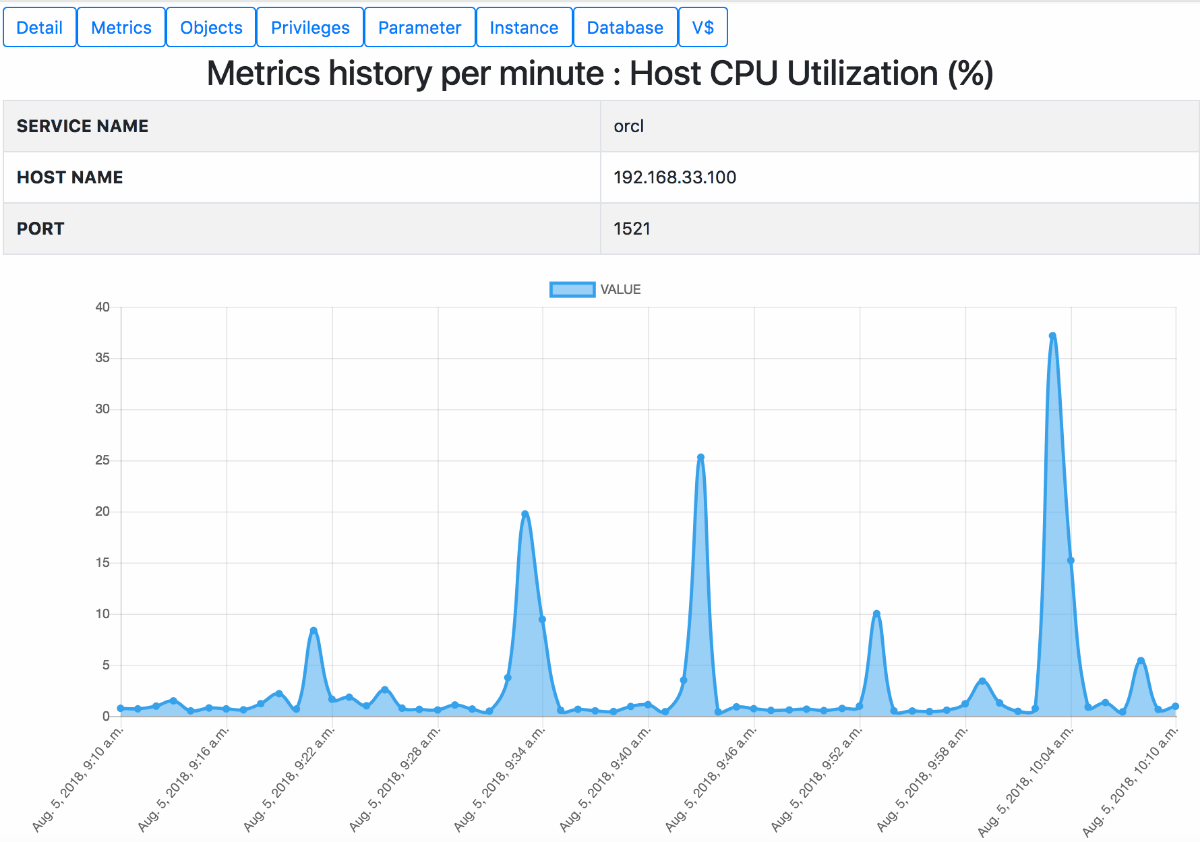 Detail Metrics Objects Privileges Parameter Instance Database V$
Metrics history per minute : Host CPU Utilization (%)
SERVICE NAME orcl
HOST NAME 192.168.33.100
PORT 1521
VALUE
40
35
30
25
20
15
10
5
0
Aug. 5, 2018, 9:10 a.m.
Aug. 5, 2018, 9:16 a.m.
Aug. 5, 2018, 9:22 a.m.
Aug. 5, 2018, 9:28 a.m.
Aug. 5, 2018, 9:34 a.m.
Aug. 5, 2018, 9:40 a.m.
Aug. 5, 2018, 9:46 a.m.
Aug. 5, 2018, 9:52 a.m.
Aug. 5, 2018, 9:58 a.m.
Aug. 5, 2018, 10:04 a.m.
Aug. 5, 2018, 10:10 a.m.